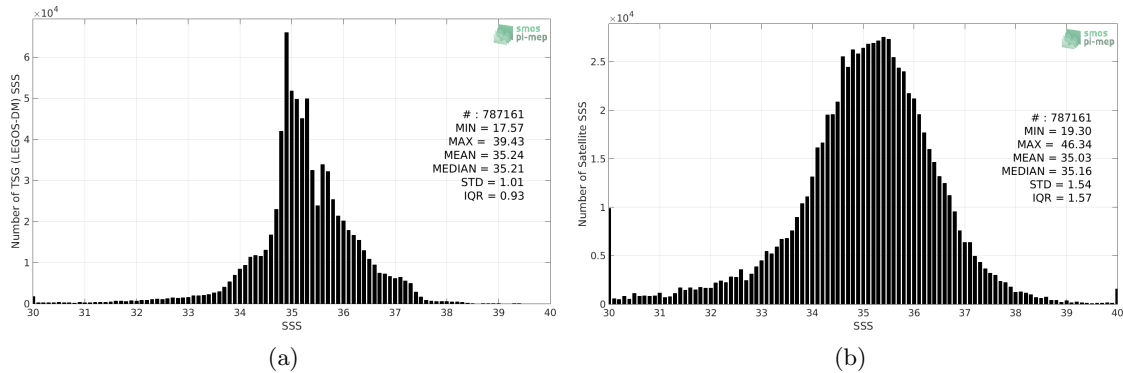 ×10⁴
smos
pi-mep
6
5
4
3
2
1
0
Number of TSG (LEGOS-DM) SSS
# : 787161
MIN = 17.57
MAX = 39.43
MEAN = 35.24
MEDIAN = 35.21
STD = 1.01
IQR = 0.93
30 31 32 33 34 35 36 37 38 39 40
SSS
(a)
×10⁴
smos
pi-mep
2.5
2
1.5
1
0.5
0
Number of Satellite SSS
# : 787161
MIN = 19.30
MAX = 46.34
MEAN = 35.03
MEDIAN = 35.16
STD = 1.54
IQR = 1.57
30 31 32 33 34 35 36 37 38 39 40
SSS
(b)